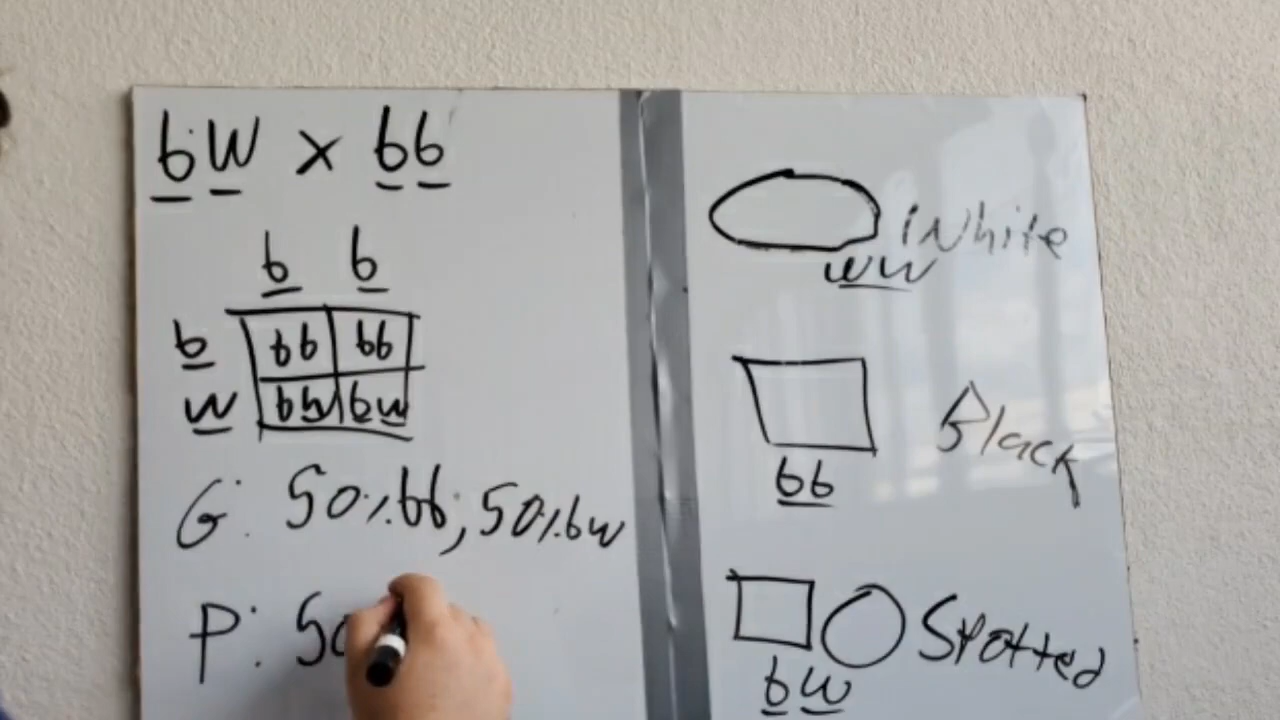 bW x bb
b b
b bb bb
w bw bw
G: 50% bb, 50% bw
P: 50
White
ww
Black
bb
Spotted
bw